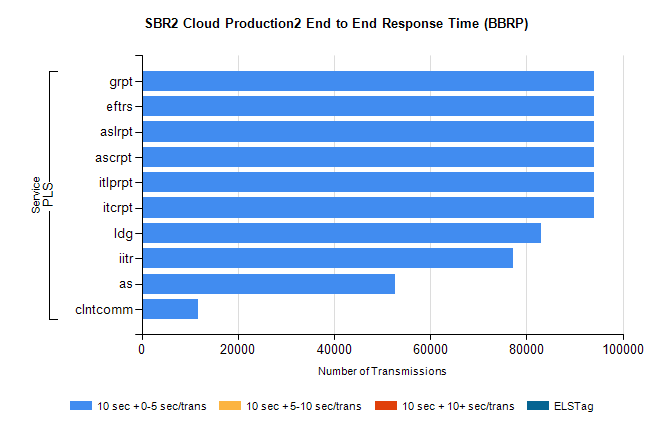 SBR2 Cloud Production2 End to End Response Time (BBRP)
grpt
eftrs
aslrpt
ascrpt
itlprpt
itcrpt
ldg
iitr
as
clntcomm
Service
PLS
0 20000 40000 60000 80000 100000
Number of Transmissions
10 sec +0-5 sec/trans 10 sec +5-10 sec/trans 10 sec + 10+ sec/trans ELSTag